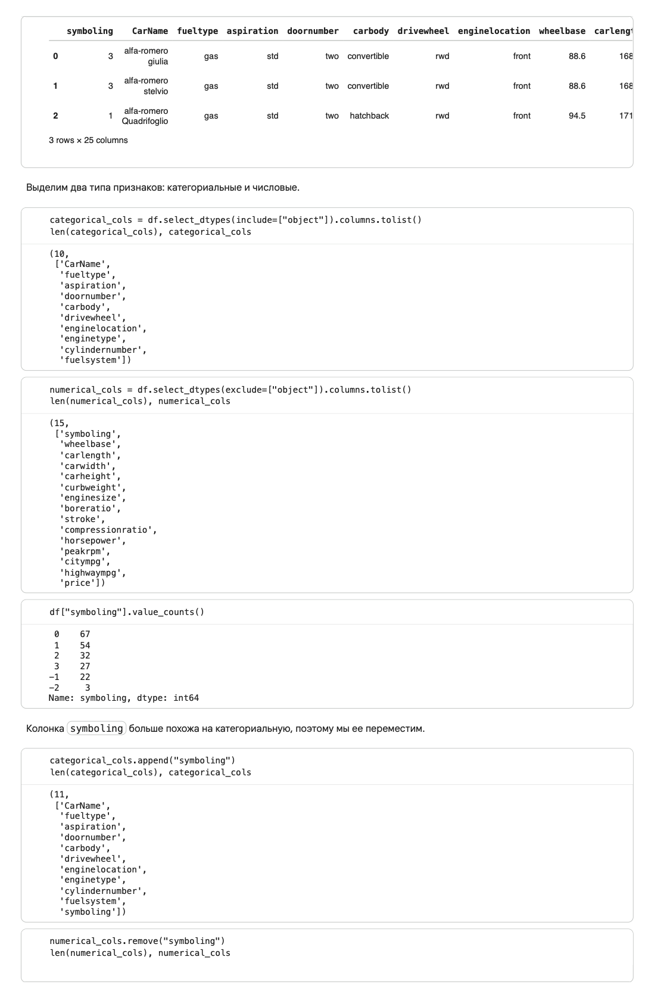 symboling CarName fueltype aspiration doornumber carbody drivewheel enginelocation wheelbase carlengt
0 3 alfa-romero giulia gas std two convertible rwd front 88.6 168
1 3 alfa-romero stelvio gas std two convertible rwd front 88.6 168
2 1 alfa-romero Quadrifoglio gas std two hatchback rwd front 94.5 171
3 rows × 25 columns
Выделим два типа признаков: категориальные и числовые.
categorical_cols = df.select_dtypes(include=["object"]).columns.tolist()
len(categorical_cols), categorical_cols
(10,
['CarName',
'fueltype',
'aspiration',
'doornumber',
'carbody',
'drivewheel',
'enginelocation',
'enginetype',
'cylindernumber',
'fuelsystem'])
numerical_cols = df.select_dtypes(exclude=["object"]).columns.tolist()
len(numerical_cols), numerical_cols
(15,
['symboling',
'wheelbase',
'carlength',
'carwidth',
'carheight',
'curbweight',
'enginesize',
'boreratio',
'stroke',
'compressionratio',
'horsepower',
'peakrpm',
'citympg',
'highwaympg',
'price'])
df["symboling"].value_counts()
0 67
1 54
2 32
3 27
-1 22
-2 3
Name: symboling, dtype: int64
Колонка symboling больше похожа на категориальную, поэтому мы ее переместим.
categorical_cols.append("symboling")
len(categorical_cols), categorical_cols
(11,
['CarName',
'fueltype',
'aspiration',
'doornumber',
'carbody',
'drivewheel',
'enginelocation',
'enginetype',
'cylindernumber',
'fuelsystem',
'symboling'])
numerical_cols.remove("symboling")
len(numerical_cols), numerical_cols